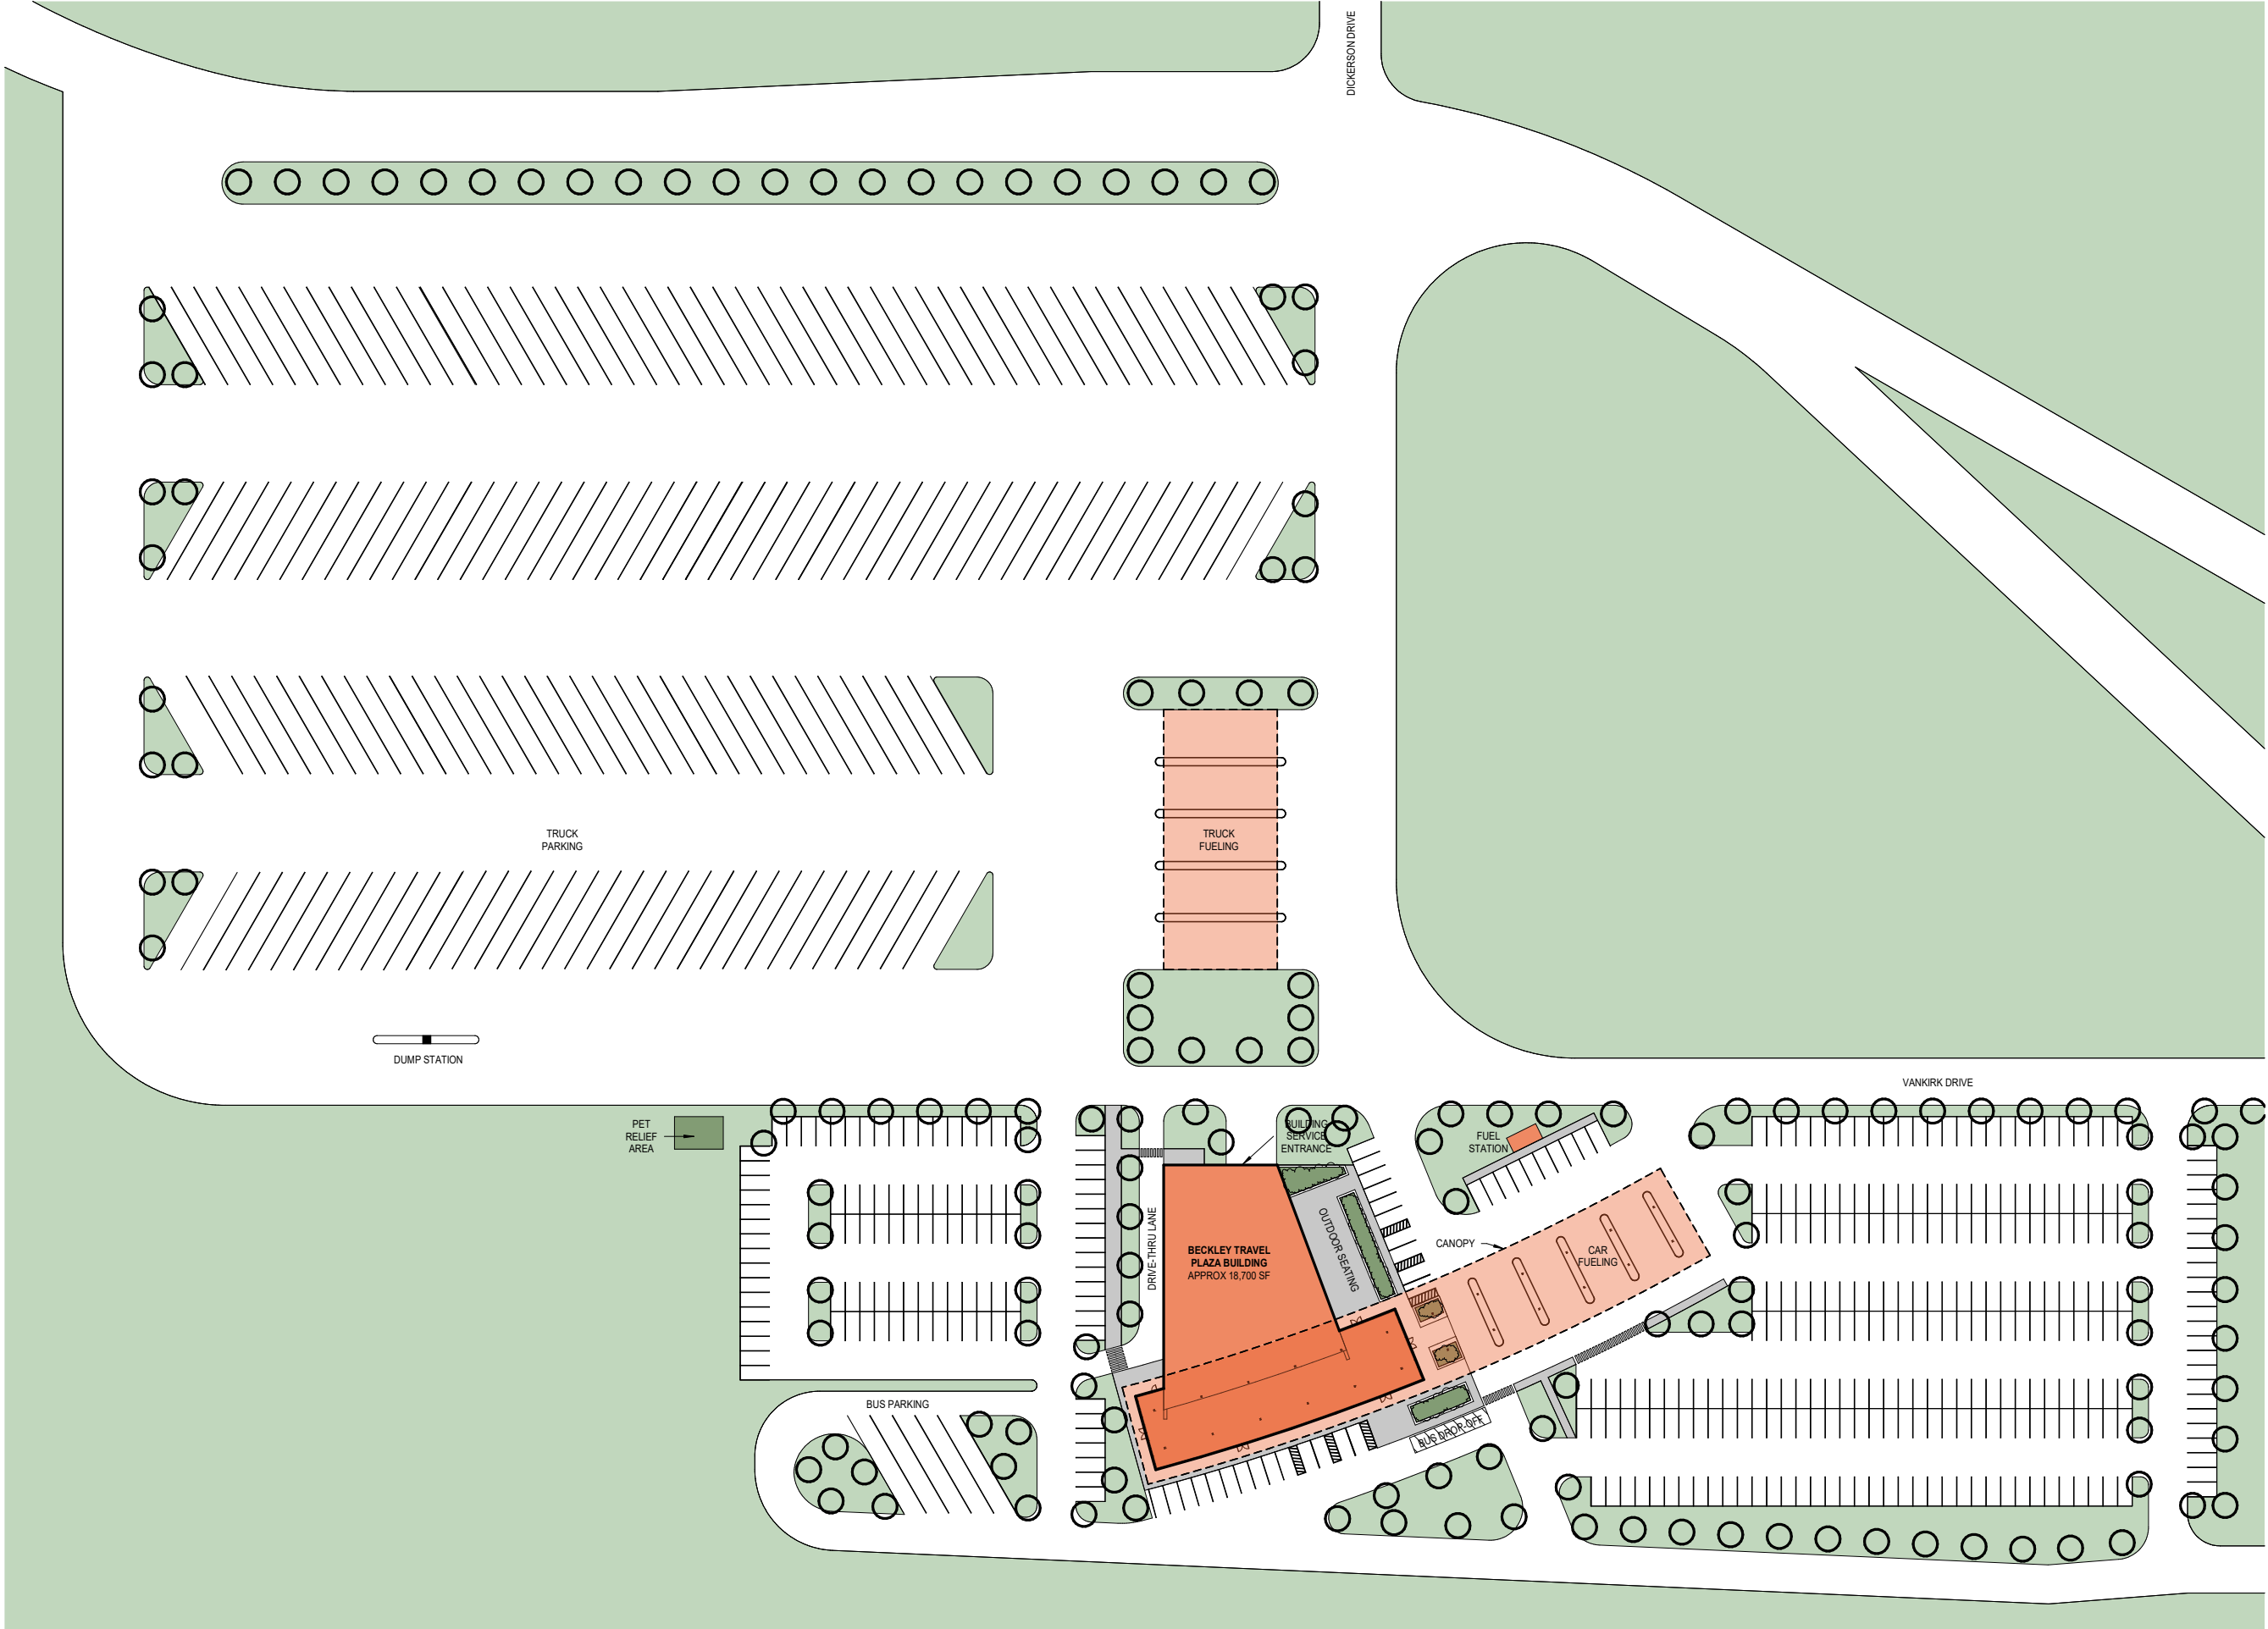 DICKERSON DRIVE
TRUCK
PARKING
TRUCK
FUELING
DUMP STATION
VANKIRK DRIVE
PET
RELIEF
AREA
BUILDING
SERVICE
ENTRANCE
FUEL
STATION
DRIVE-THRU LANE
OUTDOOR SEATING
CANOPY
CAR
FUELING
BECKLEY TRAVEL
PLAZA BUILDING
APPROX 18,700 SF
BUS PARKING
BUS DROP-OFF